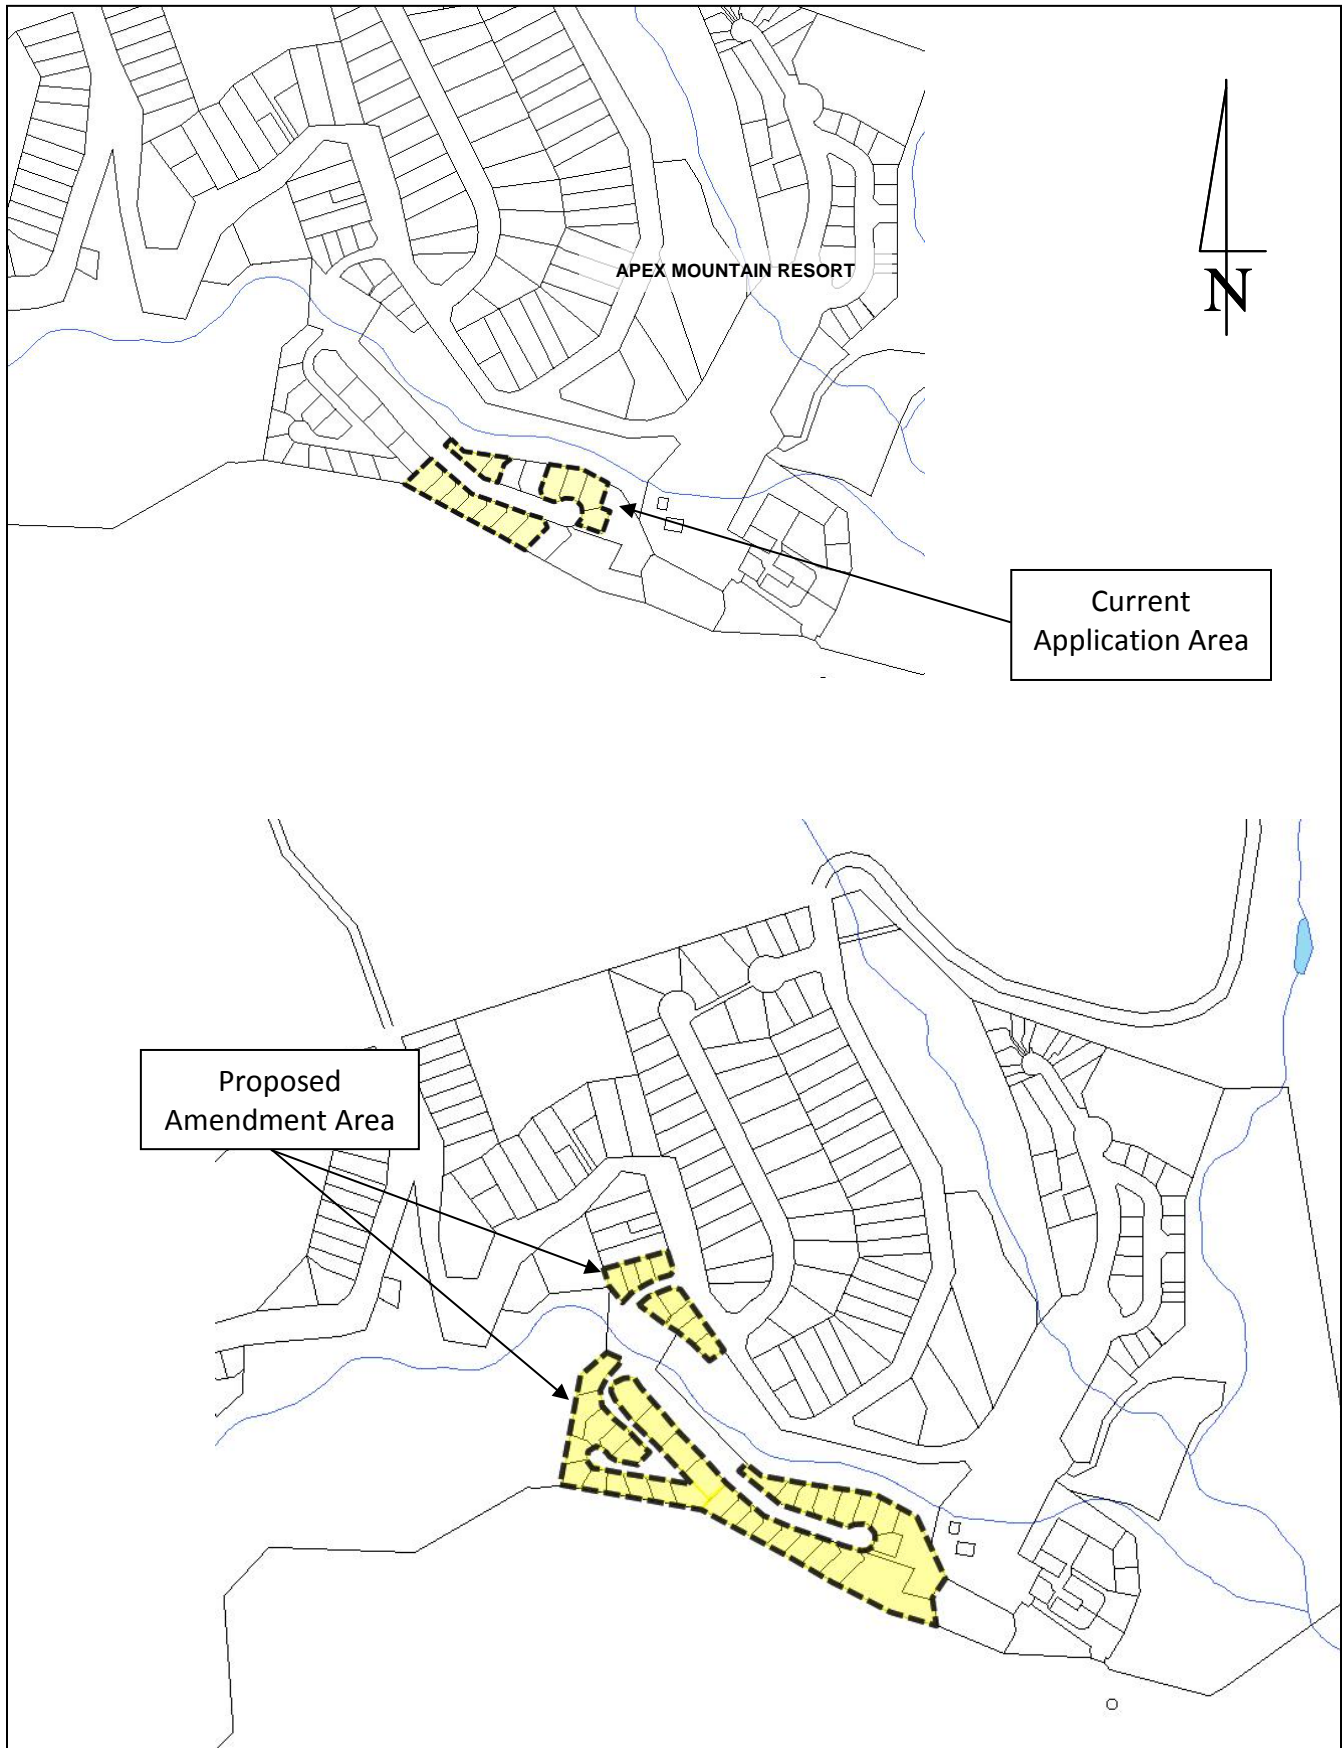 APEX MOUNTAIN RESORT
N
Current
Application Area
Proposed
Amendment Area